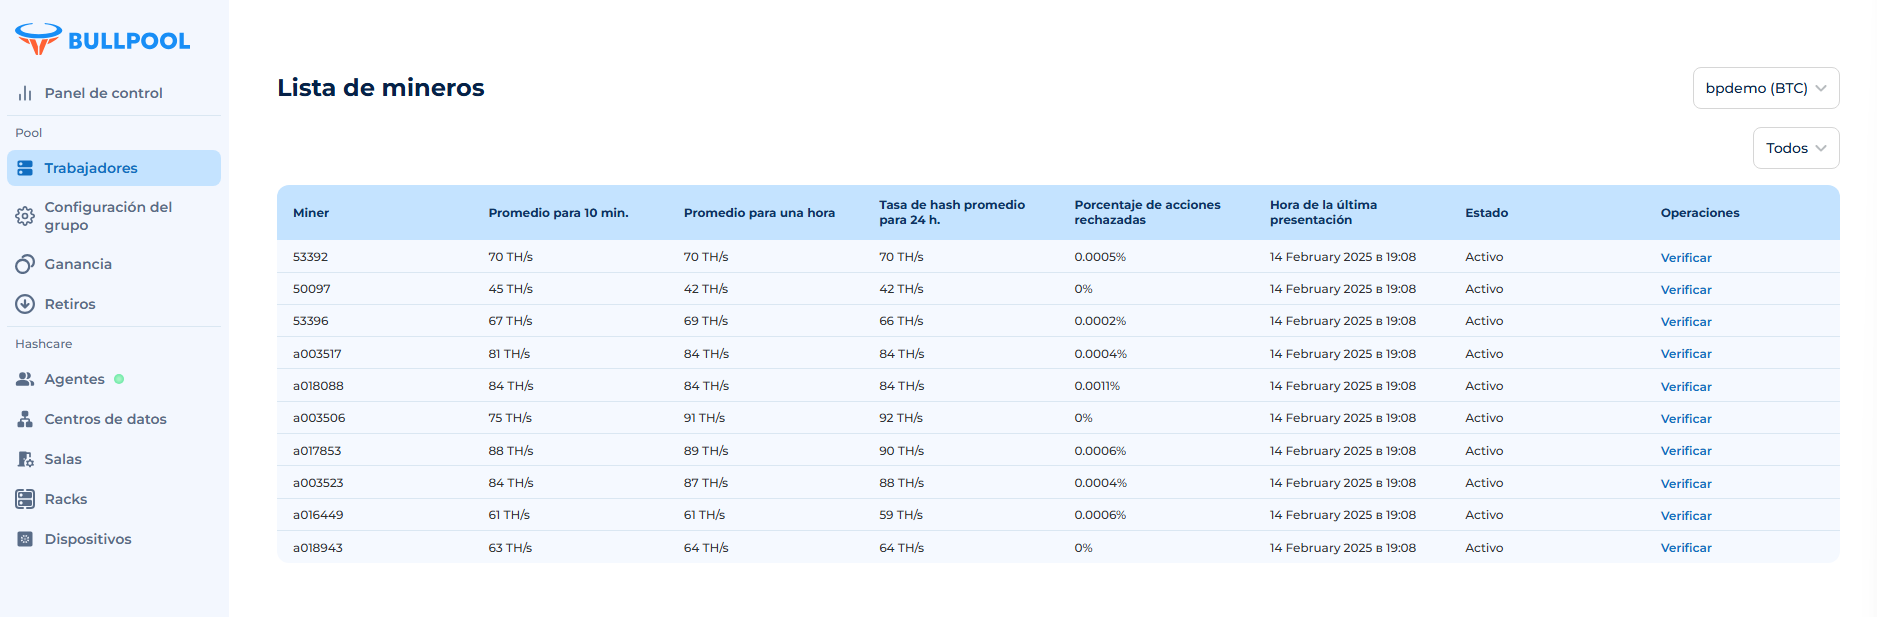 BULLPOOL
Panel de control
Pool
Trabajadores
Configuración del
grupo
Ganancia
Retiros
Hashcare
Agentes
Centros de datos
Salas
Racks
Dispositivos
Lista de mineros
bpdemo (BTC)
Todos
Miner Promedio para 10 min. Promedio para una hora Tasa de hash promedio para 24 h. Porcentaje de acciones rechazadas Hora de la última presentación Estado Operaciones
53392 70 TH/s 70 TH/s 70 TH/s 0.0005% 14 February 2025 в 19:08 Activo Verificar
50097 45 TH/s 42 TH/s 42 TH/s 0% 14 February 2025 в 19:08 Activo Verificar
53396 67 TH/s 69 TH/s 66 TH/s 0.0002% 14 February 2025 в 19:08 Activo Verificar
a003517 81 TH/s 84 TH/s 84 TH/s 0.0004% 14 February 2025 в 19:08 Activo Verificar
a018088 84 TH/s 84 TH/s 84 TH/s 0.0011% 14 February 2025 в 19:08 Activo Verificar
a003506 75 TH/s 91 TH/s 92 TH/s 0% 14 February 2025 в 19:08 Activo Verificar
a017853 88 TH/s 89 TH/s 90 TH/s 0.0006% 14 February 2025 в 19:08 Activo Verificar
a003523 84 TH/s 87 TH/s 88 TH/s 0.0004% 14 February 2025 в 19:08 Activo Verificar
a016449 61 TH/s 61 TH/s 59 TH/s 0.0006% 14 February 2025 в 19:08 Activo Verificar
a018943 63 TH/s 64 TH/s 64 TH/s 0% 14 February 2025 в 19:08 Activo Verificar